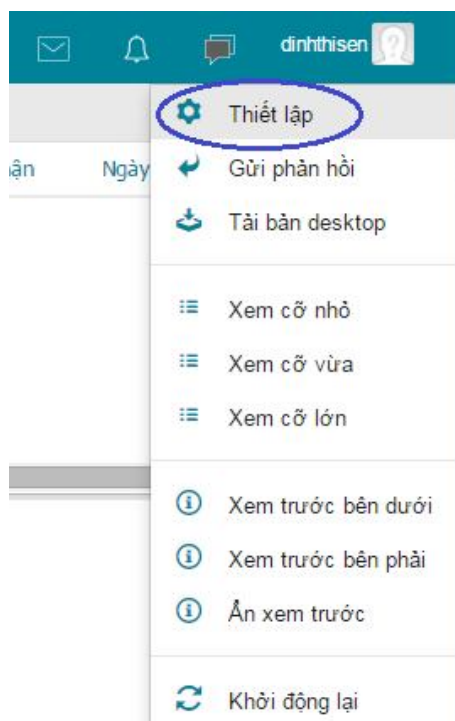 dinhthisen
Thiết lập
ận Ngày
Gửi phản hồi
Tải bản desktop
Xem cỡ nhỏ
Xem cỡ vừa
Xem cỡ lớn
Xem trước bên dưới
Xem trước bên phải
Ẩn xem trước
Khởi động lại